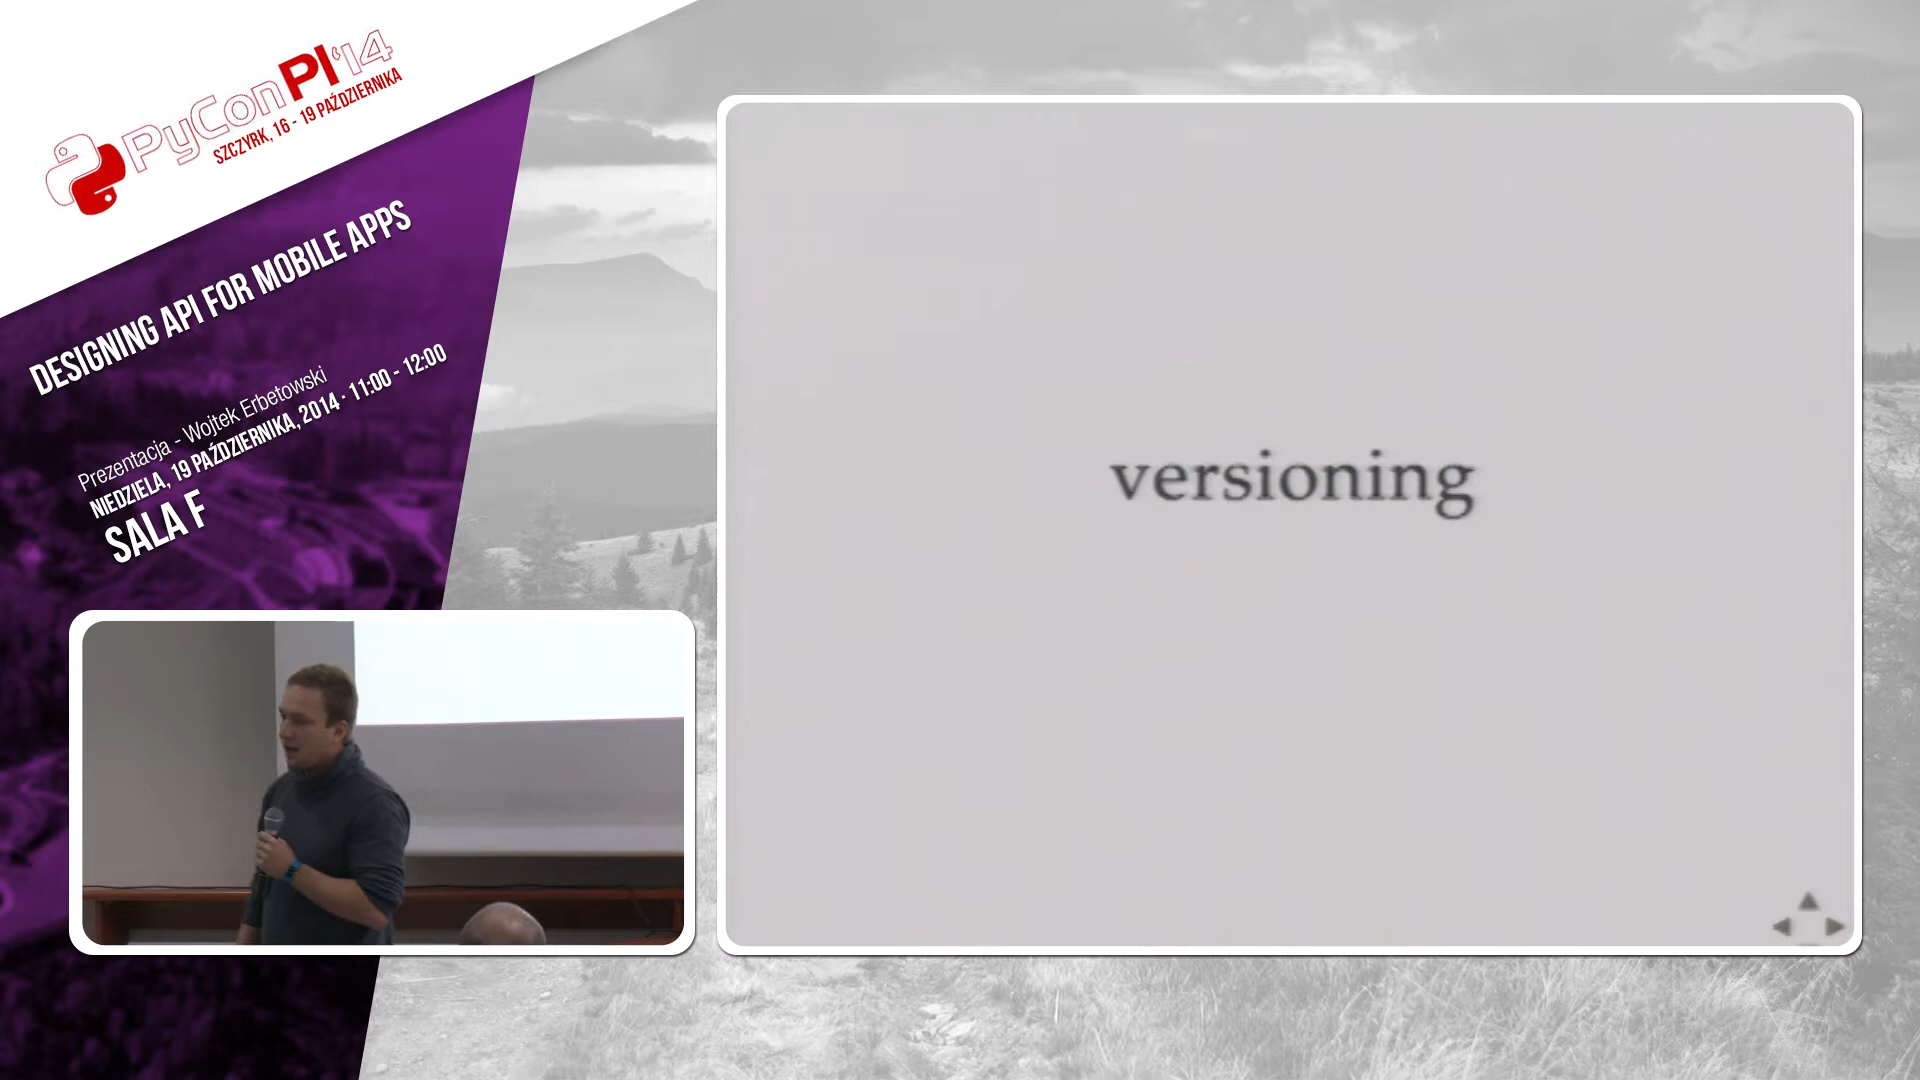 PyConPl'14
SZCZYRK, 16 - 19 PAŹDZIERNIKA
DESIGNING API FOR MOBILE APPS
Prezentacja - Wojtek Erbetowski
NIEDZIELA, 19 PAŹDZIERNIKA, 2014 · 11:00 - 12:00
SALA F
versioning